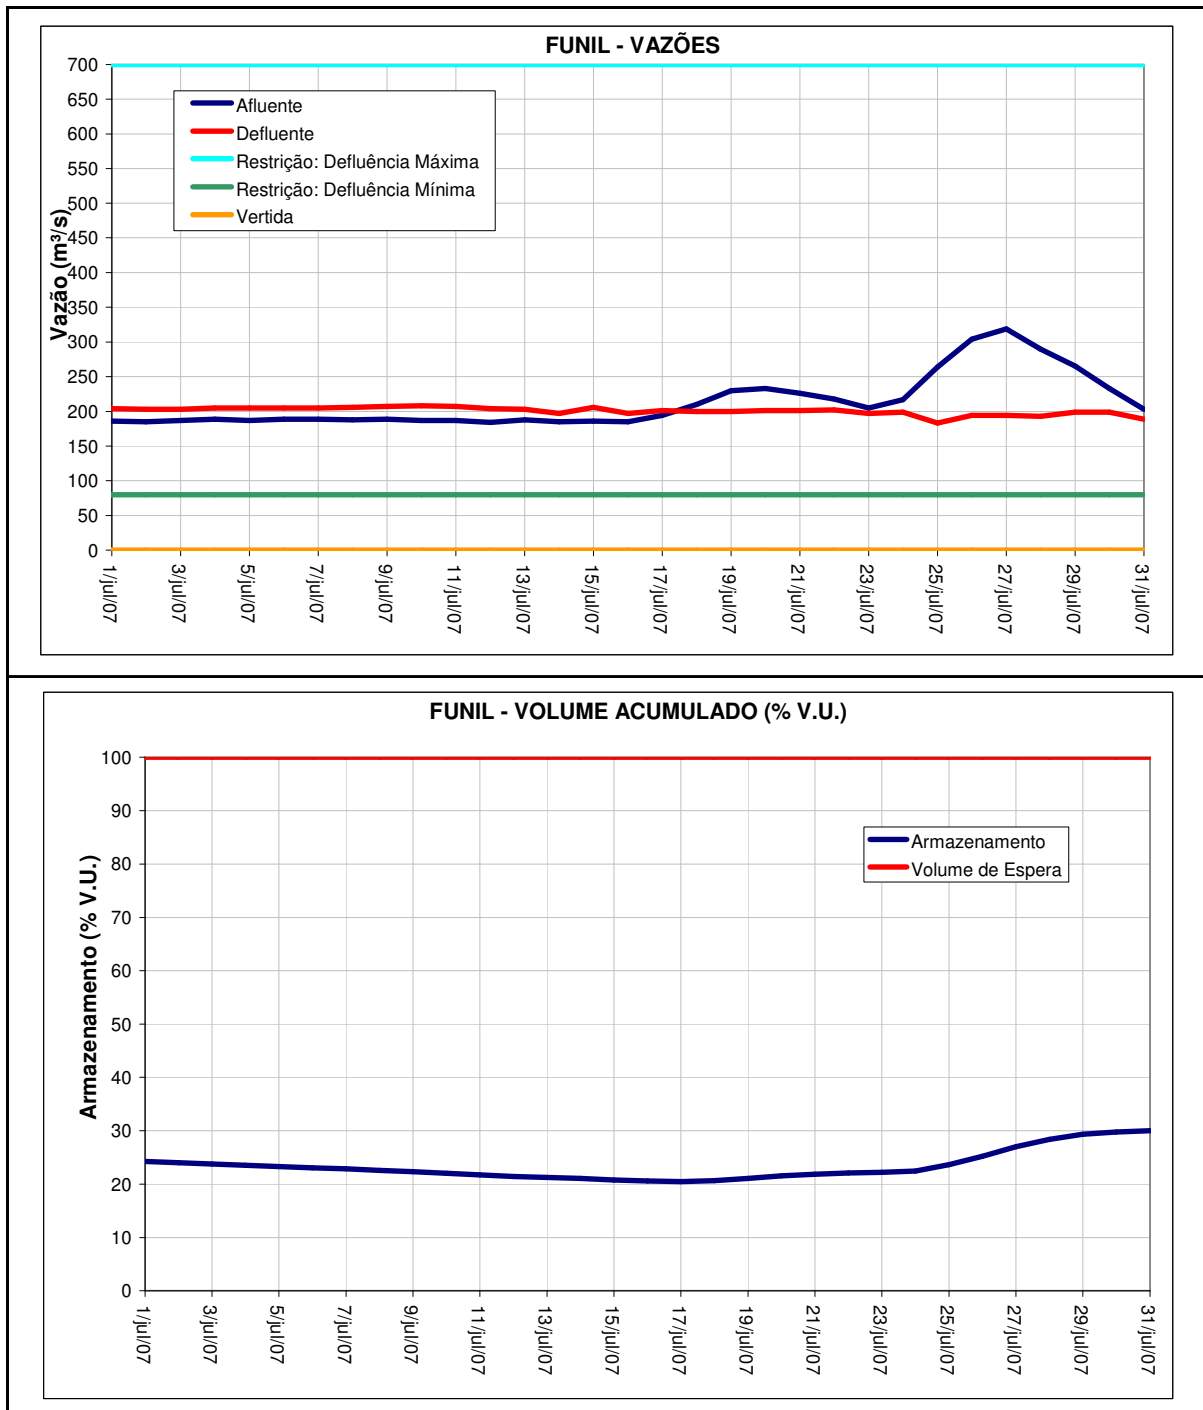 FUNIL - VAZÕES
Vazão (m³/s)
700
650
600
550
500
450
400
350
300
250
200
150
100
50
0
Afluente
Defluente
Restrição: Defluência Máxima
Restrição: Defluência Mínima
Vertida
1/jul/07
3/jul/07
5/jul/07
7/jul/07
9/jul/07
11/jul/07
13/jul/07
15/jul/07
17/jul/07
19/jul/07
21/jul/07
23/jul/07
25/jul/07
27/jul/07
29/jul/07
31/jul/07
FUNIL - VOLUME ACUMULADO (% V.U.)
Armazenamento (% V.U.)
100
90
80
70
60
50
40
30
20
10
0
Armazenamento
Volume de Espera
1/jul/07
3/jul/07
5/jul/07
7/jul/07
9/jul/07
11/jul/07
13/jul/07
15/jul/07
17/jul/07
19/jul/07
21/jul/07
23/jul/07
25/jul/07
27/jul/07
29/jul/07
31/jul/07